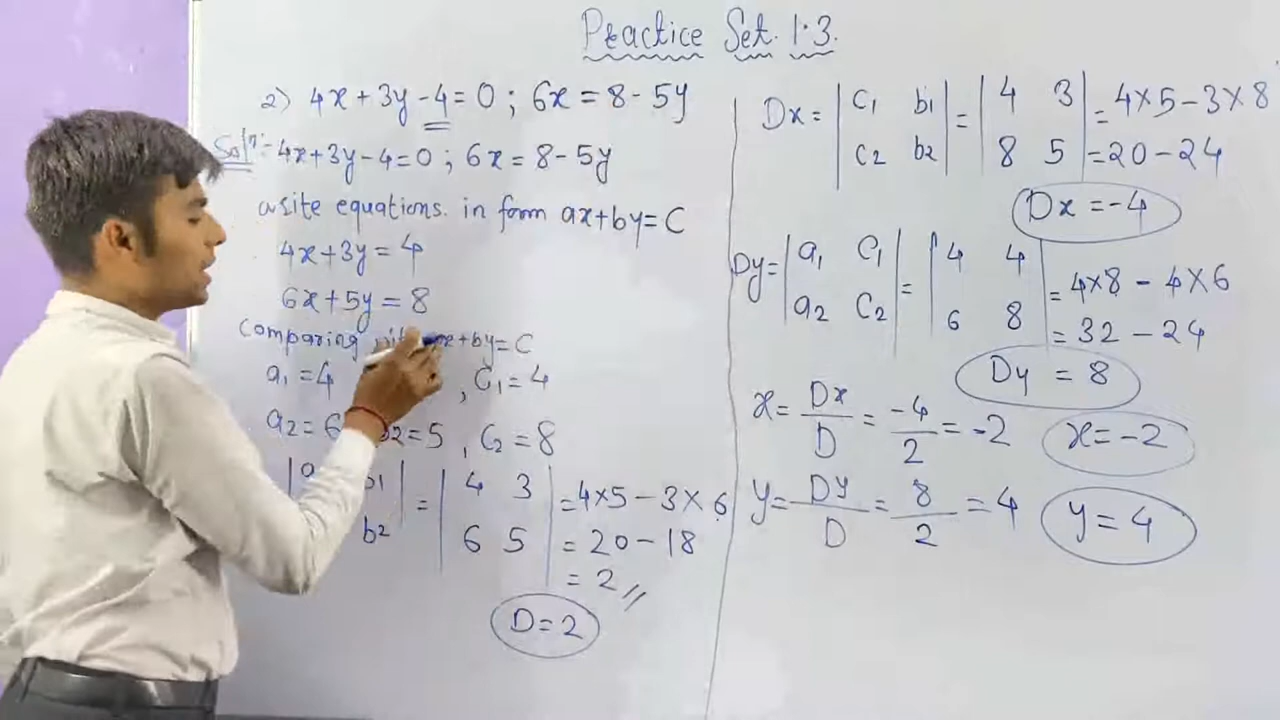 Practice Set. 1.3.
2) 4x + 3y - 4 = 0 ; 6x = 8 - 5y
Solⁿ:- 4x+3y-4=0 ; 6x = 8-5y
write equations. in form ax+by=C
4x+3y = 4
6x+5y = 8
Comparing x+by=C
a₁ = 4 , C₁ = 4
a₂ = 6 b₂=5 , C₂ = 8
| a b₁ | = | 4 3 | = 4×5 - 3×6
| b₂ | | 6 5 | = 20 - 18
= 2 //
D = 2
Dx = | C₁ b₁ | = | 4 3 | = 4×5-3×8
| C₂ b₂ | | 8 5 | = 20-24
Dx = -4
Dy = | a₁ C₁ | = | 4 4 | = 4×8 - 4×6
| a₂ C₂ | | 6 8 | = 32 - 24
Dy = 8
x = Dx/D = -4/2 = -2 x = -2
y = Dy/D = 8/2 = 4 y = 4